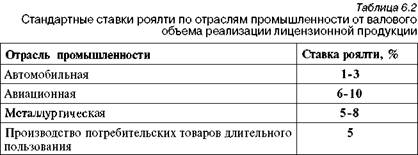 Таблица 6.2
Стандартные ставки роялти по отраслям промышленности от валового
объема реализации лицензионной продукции
Отрасль промышленности Ставка роялти, %
Автомобильная 1-3
Авиационная 6-10
Металлургическая 5-8
Производство потребительских товаров длительного 5
пользования